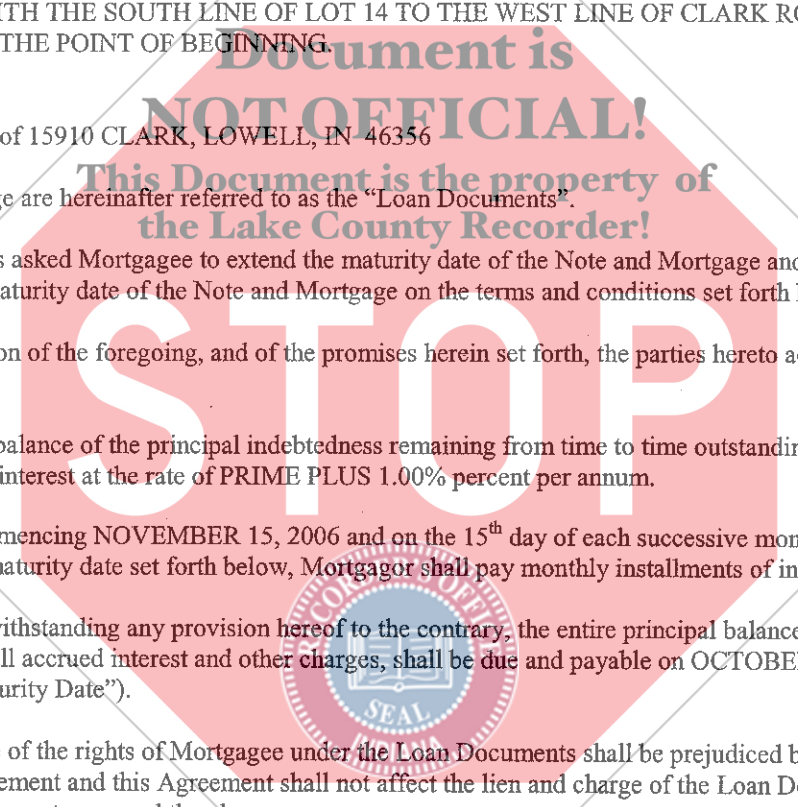 ITH THE SOUTH LINE OF LOT 14 TO THE WEST LINE OF CLARK RO
THE POINT OF BEGINNING.
Document is
NOT OFFICIAL!
of 15910 CLARK, LOWELL, IN 46356
This Document is the property of
the Lake County Recorder!
e are hereinafter referred to as the “Loan Documents”.
s asked Mortgagee to extend the maturity date of the Note and Mortgage and
aturity date of the Note and Mortgage on the terms and conditions set forth
on of the foregoing, and of the promises herein set forth, the parties hereto a
STOP
balance of the principal indebtedness remaining from time to time outstandin
interest at the rate of PRIME PLUS 1.00% percent per annum.
mencing NOVEMBER 15, 2006 and on the 15th day of each successive mon
naturity date set forth below, Mortgagor shall pay monthly installments of in
ithstanding any provision hereof to the contrary, the entire principal balance
ll accrued interest and other charges, shall be due and payable on OCTOBER
urity Date”).
RECORDER'S OFFICE
SEAL
of the rights of Mortgagee under the Loan Documents shall be prejudiced b
ement and this Agreement shall not affect the lien and charge of the Loan D